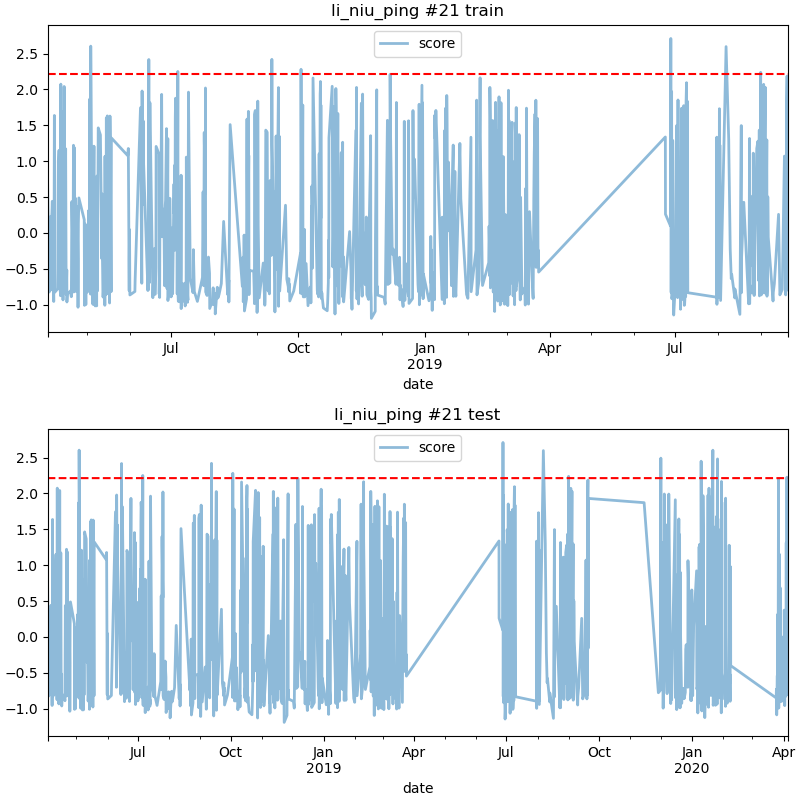 li_niu_ping #21 train
score
2.5
2.0
1.5
1.0
0.5
0.0
−0.5
−1.0
Jul
Oct
Jan
2019
Apr
Jul
date
li_niu_ping #21 test
score
2.5
2.0
1.5
1.0
0.5
0.0
−0.5
−1.0
Jul
Oct
Jan
2019
Apr
Jul
Oct
Jan
2020
Apr
date